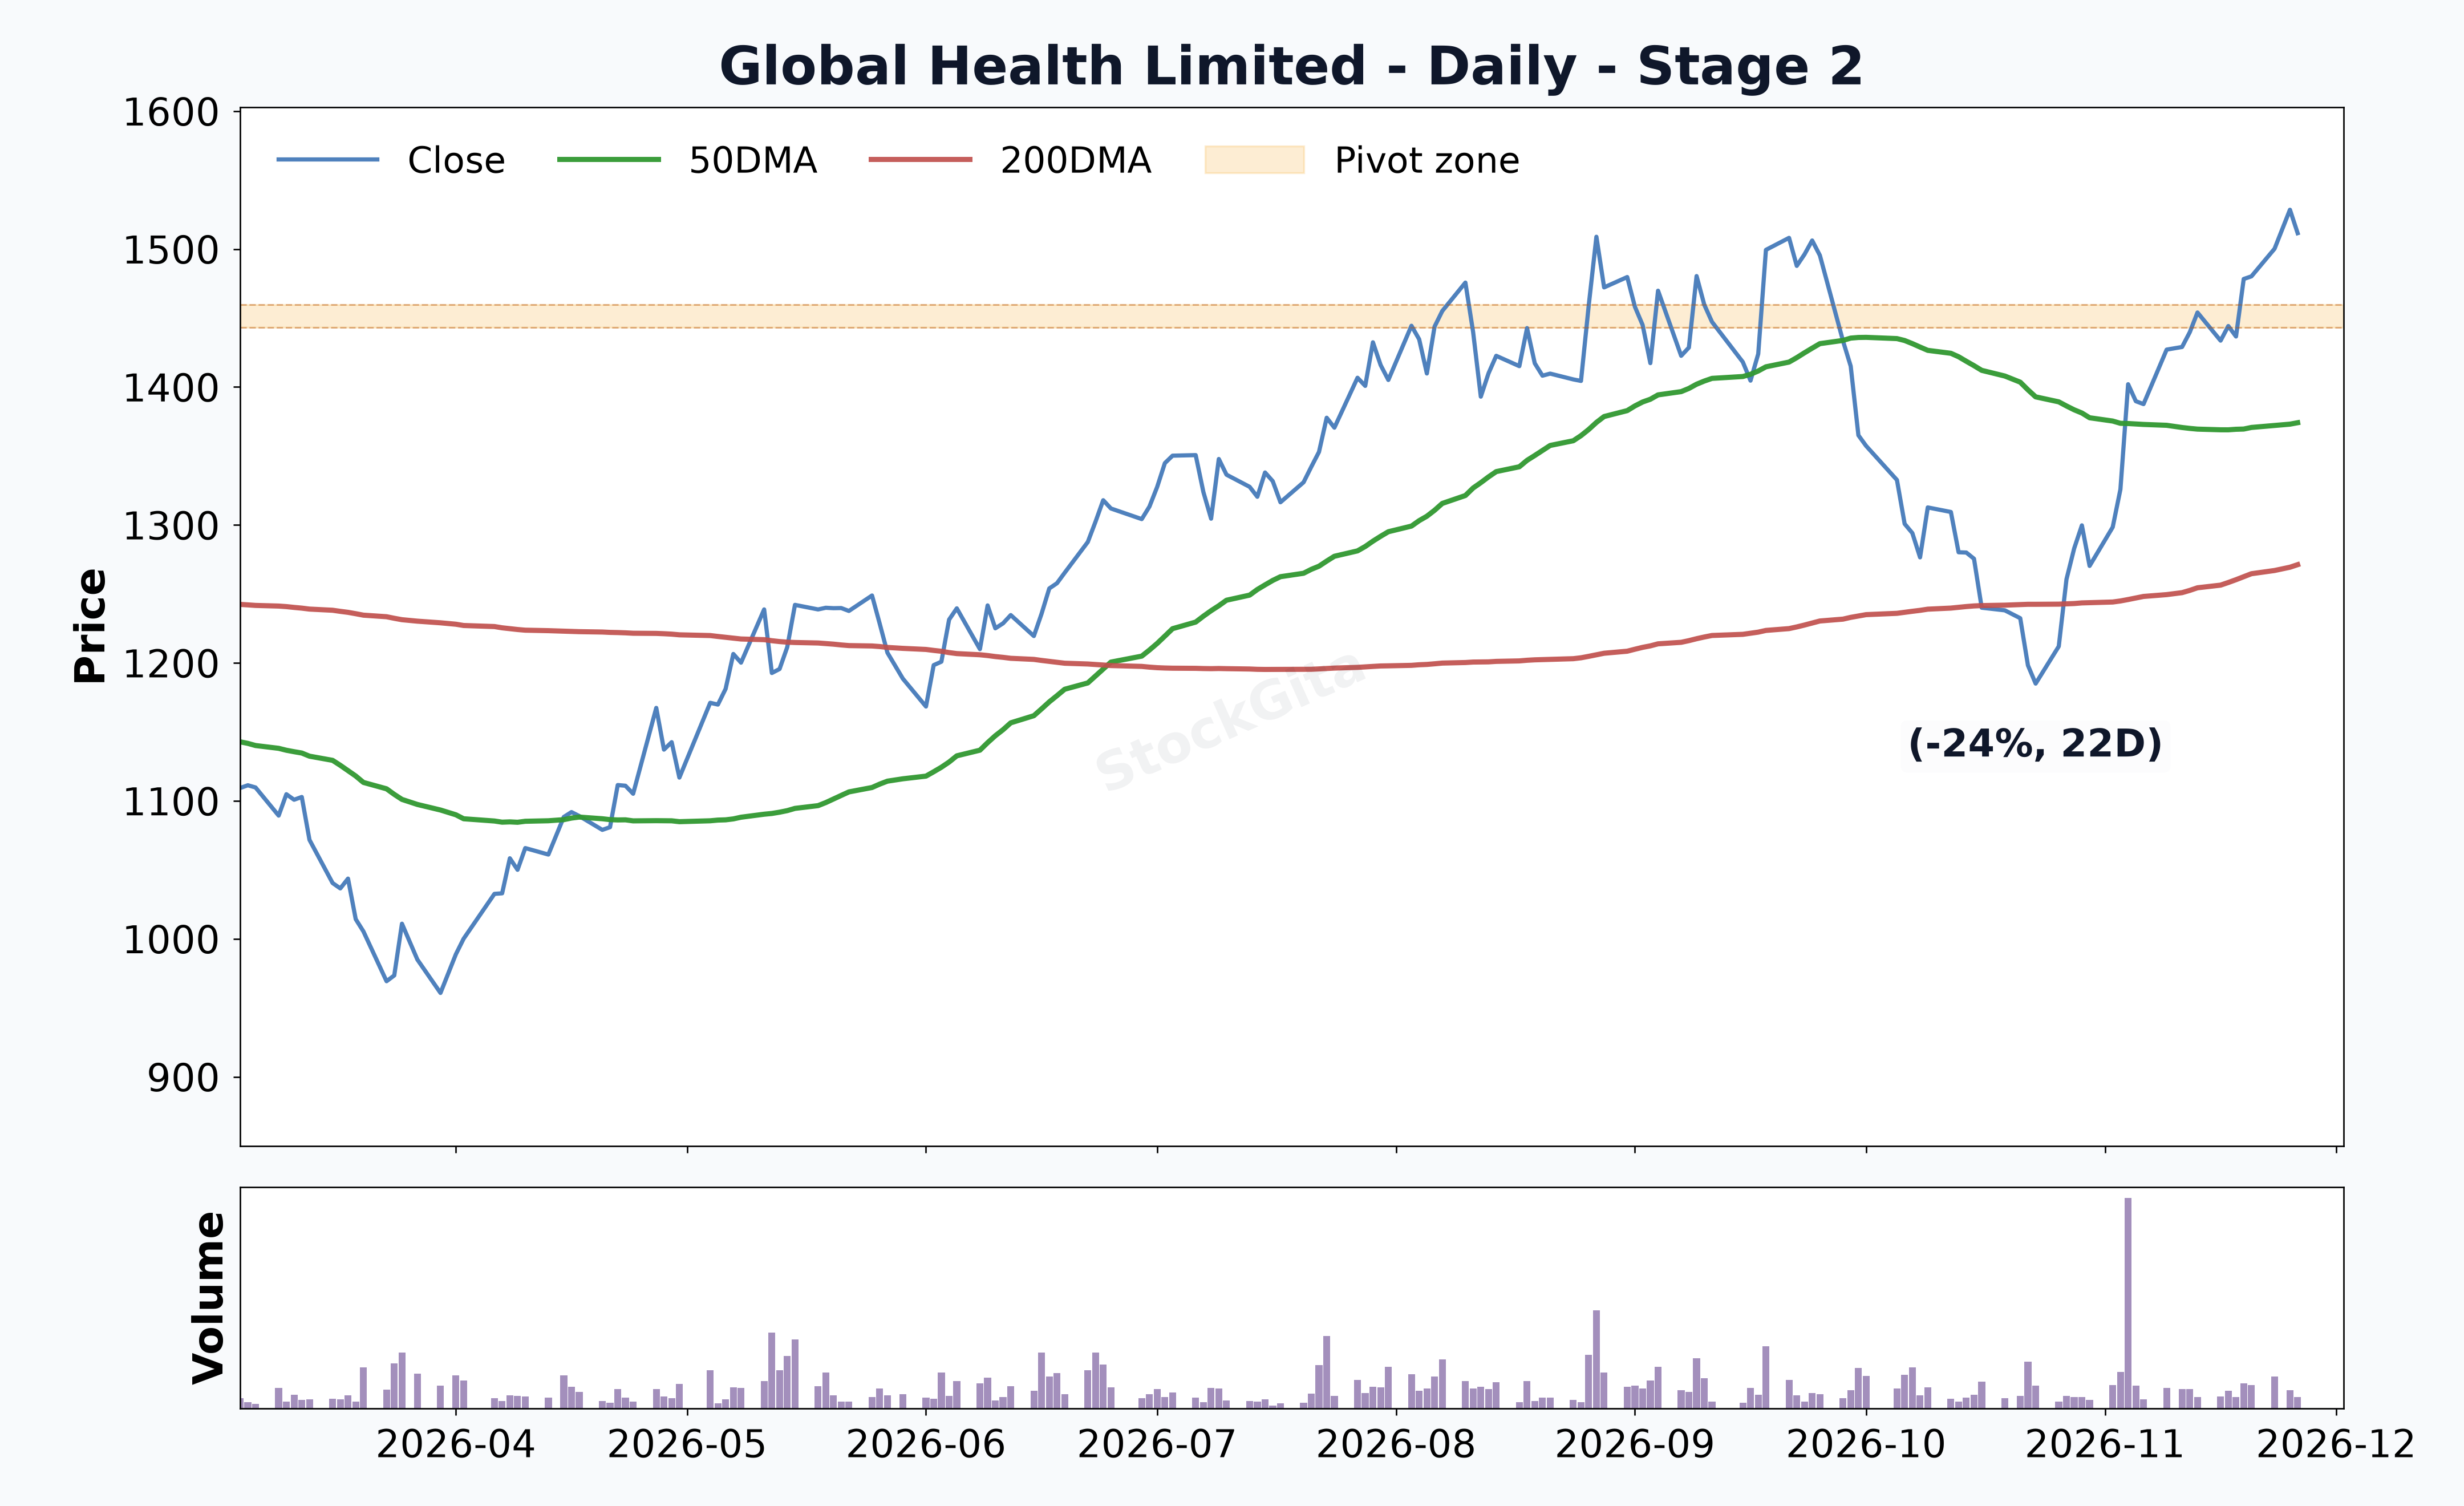 Global Health Limited - Daily - Stage 2
Close 50DMA 200DMA Pivot zone
1600
1500
1400
1300
1200
1100
1000
900
Price
StockGita
(-24%, 22D)
Volume
2026-04 2026-05 2026-06 2026-07 2026-08 2026-09 2026-10 2026-11 2026-12